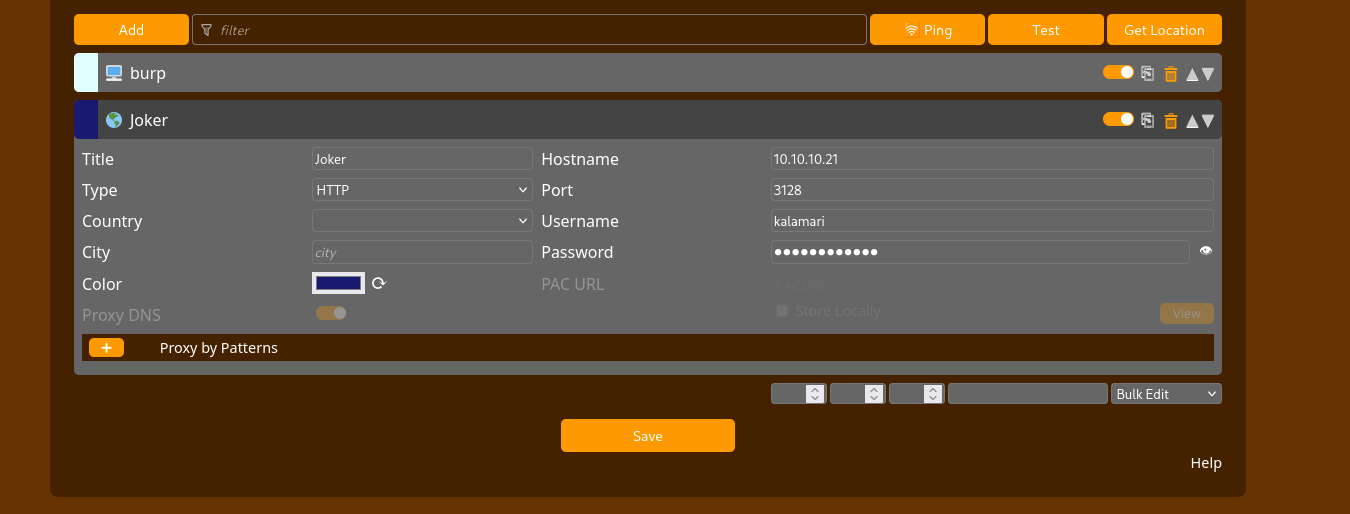 Add filter Ping Test Get Location
burp
Joker
Title Joker Hostname 10.10.10.21
Type HTTP Port 3128
Country Username kalamari
City city Password ●●●●●●●●●●●●
Color PAC URL PAC URL
Proxy DNS Store Locally View
+ Proxy by Patterns
Bulk Edit
Save
Help